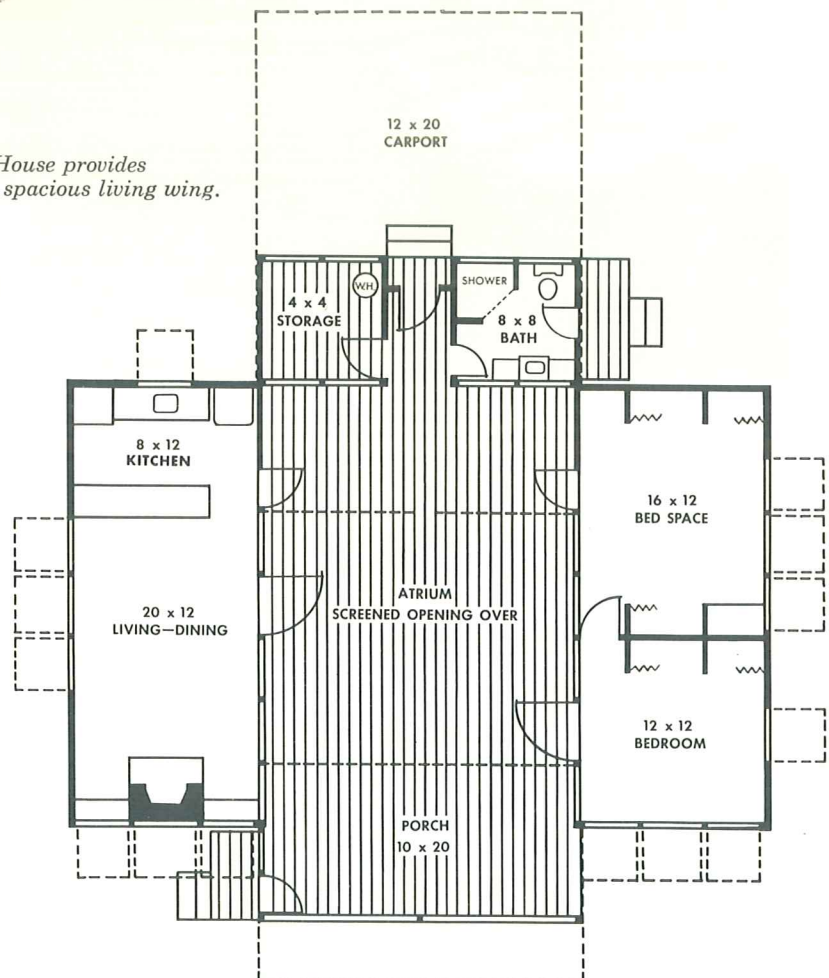 House provides
spacious living wing.
12 x 20
CARPORT
4 x 4
STORAGE
W.H.
SHOWER
8 x 8
BATH
8 x 12
KITCHEN
16 x 12
BED SPACE
20 x 12
LIVING—DINING
ATRIUM
SCREENED OPENING OVER
12 x 12
BEDROOM
PORCH
10 x 20